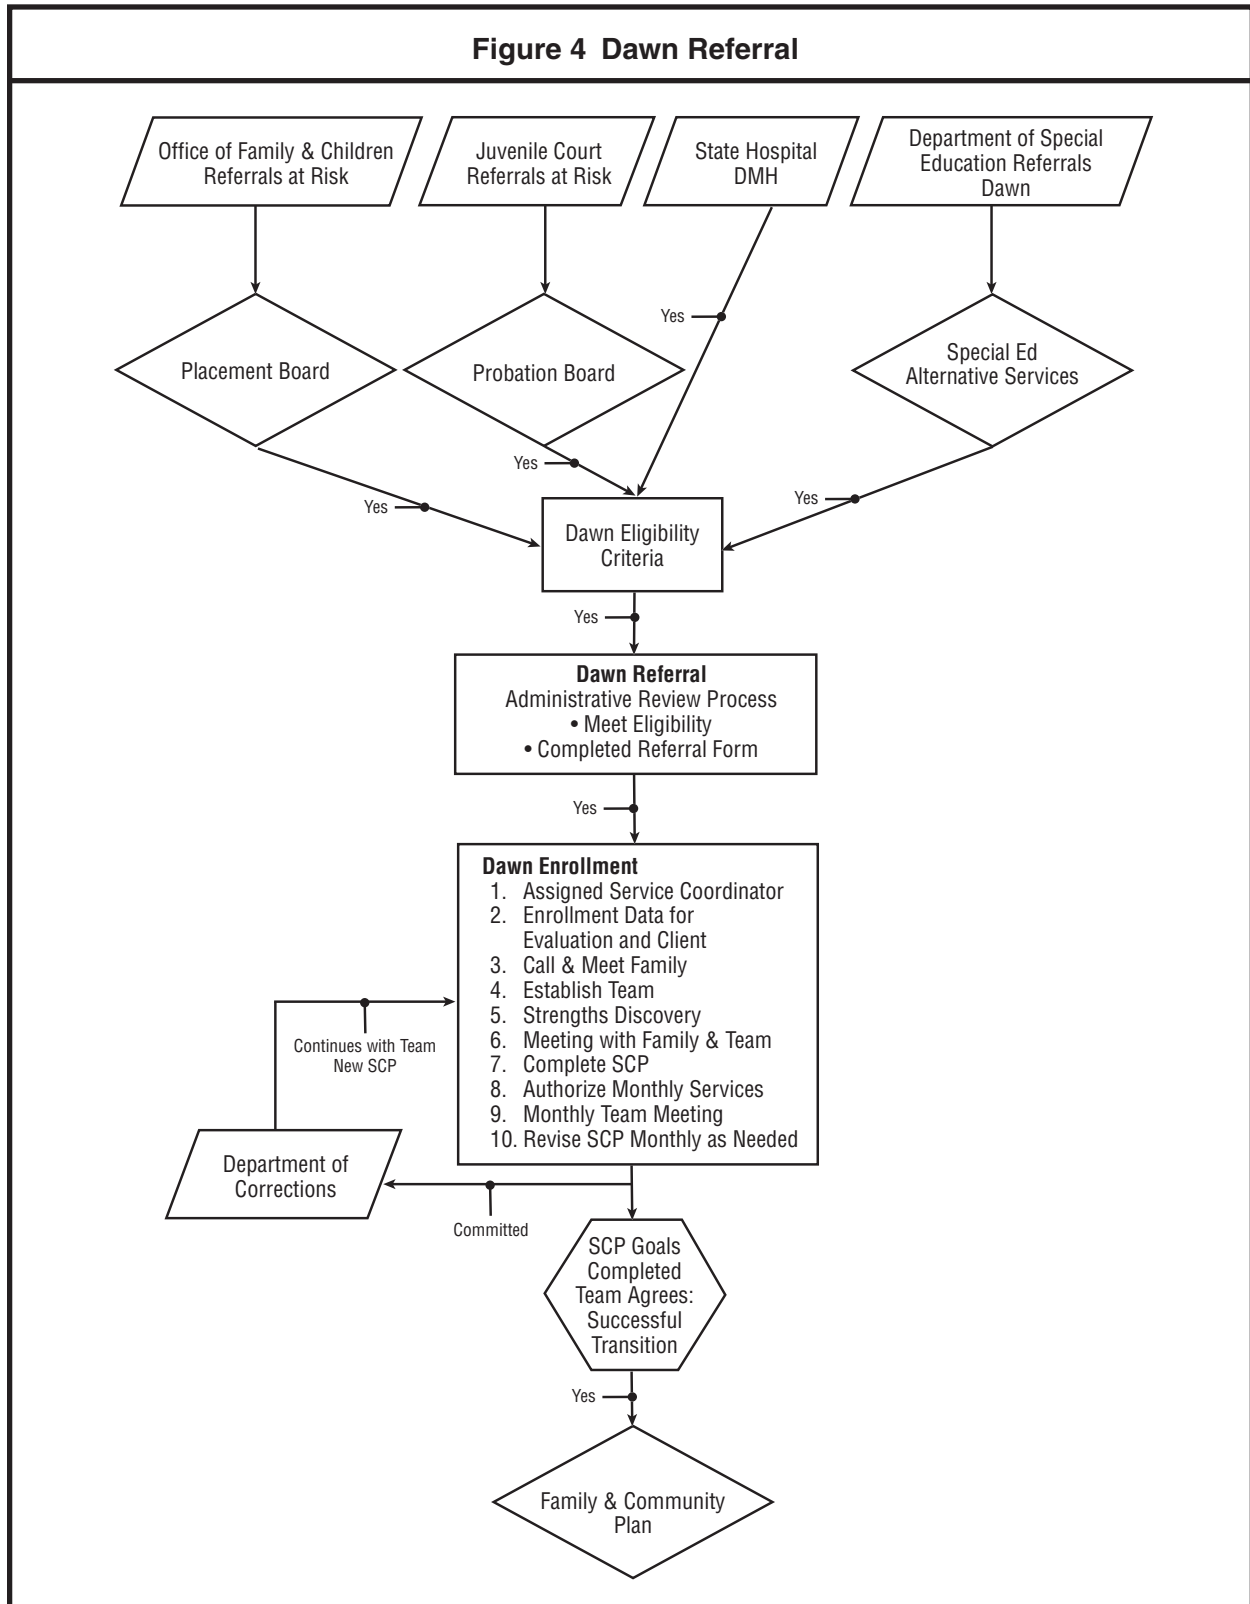 Figure 4  Dawn Referral
Office of Family & Children
Referrals at Risk
Juvenile Court
Referrals at Risk
State Hospital
DMH
Department of Special
Education Referrals
Dawn
Yes
Placement Board
Probation Board
Special Ed
Alternative Services
Yes
Yes
Yes
Dawn Eligibility
Criteria
Yes
Dawn Referral
Administrative Review Process
• Meet Eligibility
• Completed Referral Form
Yes
Dawn Enrollment
1. Assigned Service Coordinator
2. Enrollment Data for
Evaluation and Client
3. Call & Meet Family
4. Establish Team
5. Strengths Discovery
6. Meeting with Family & Team
7. Complete SCP
8. Authorize Monthly Services
9. Monthly Team Meeting
10. Revise SCP Monthly as Needed
Continues with Team
New SCP
Department of
Corrections
Committed
SCP Goals
Completed
Team Agrees:
Successful
Transition
Yes
Family & Community
Plan